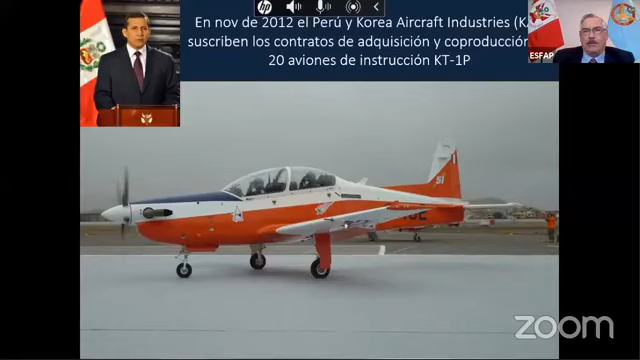 En nov de 2012 el Perú y Korea Aircraft Industries
suscriben los contratos de adquisición y coproducción
20 aviones de instrucción KT-1P
hp
ESFAP
51
zoom